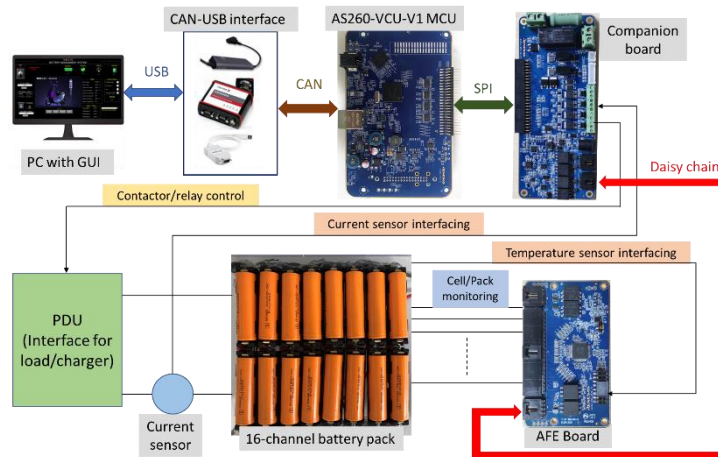 CAN-USB interface
AS260-VCU-V1 MCU
Companion
board
USB
CAN
SPI
PC with GUI
Daisy chain
Contactor/relay control
Current sensor interfacing
Temperature sensor interfacing
Cell/Pack
monitoring
PDU
(Interface for
load/charger)
Current
sensor
16-channel battery pack
AFE Board